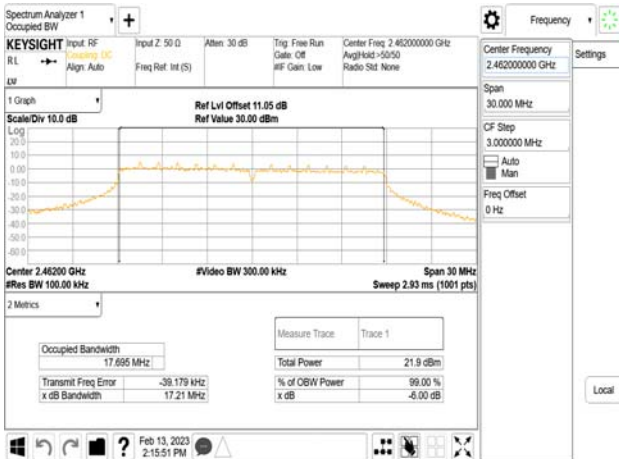 Spectrum Analyzer 1
Occupied BW
Frequency
KEYSIGHT
Input: RF
Input Z: 50 Ω
Atten: 30 dB
Trig: Free Run
Center Freq: 2.462000000 GHz
RL
Coupling: DC
Gate: Off
Avg|Hold:>50/50
Align: Auto
Freq Ref: Int (S)
#IF Gain: Low
Radio Std: None
Center Frequency
2.462000000 GHz
Settings
Span
30.000 MHz
CF Step
3.000000 MHz
Auto
Man
Freq Offset
0 Hz
Local
1 Graph
Ref Lvl Offset 11.05 dB
Scale/Div 10.0 dB
Ref Value 30.00 dBm
Log
20.0
10.0
0.00
-10.0
-20.0
-30.0
-40.0
-50.0
-60.0
Center 2.46200 GHz
#Video BW 300.00 kHz
Span 30 MHz
#Res BW 100.00 kHz
Sweep 2.93 ms (1001 pts)
2 Metrics
Measure Trace
Trace 1
Occupied Bandwidth
17.695 MHz
Total Power
21.9 dBm
Transmit Freq Error
-39.179 kHz
% of OBW Power
99.00 %
x dB Bandwidth
17.21 MHz
x dB
-6.00 dB
Feb 13, 2023
2:15:51 PM